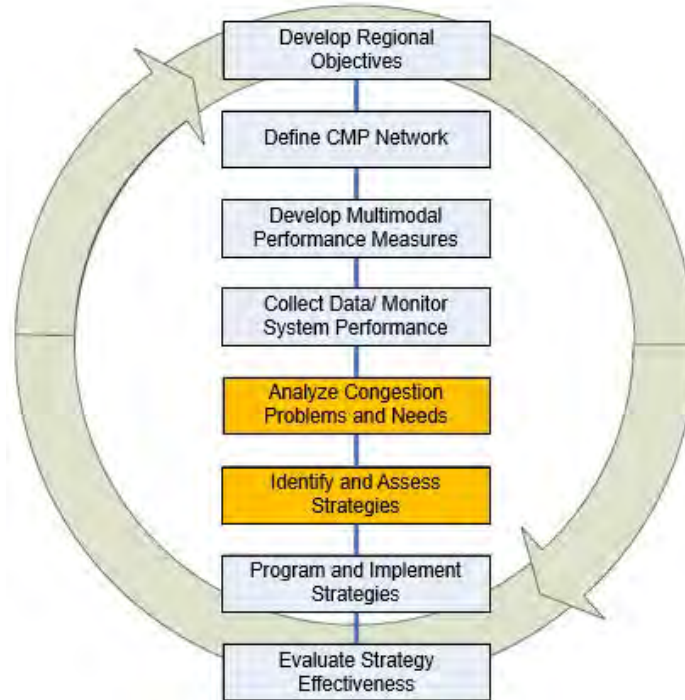 Develop Regional
Objectives
Define CMP Network
Develop Multimodal
Performance Measures
Collect Data/ Monitor
System Performance
Analyze Congestion
Problems and Needs
Identify and Assess
Strategies
Program and Implement
Strategies
Evaluate Strategy
Effectiveness